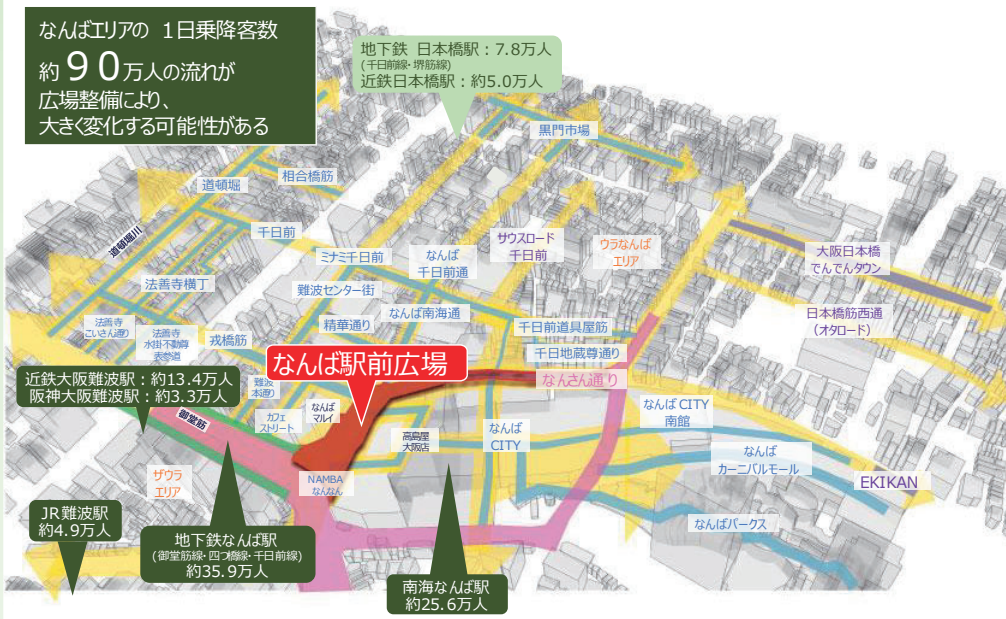 なんばエリアの 1日乗降客数
約90万人の流れが
広場整備により、
大きく変化する可能性がある
地下鉄 日本橋駅：7.8万人
(千日前線・堺筋線)
近鉄日本橋駅：約5.0万人
黒門市場
相合橋筋
道頓堀
道頓堀川
千日前
ミナミ千日前
なんば
千日前通
サウスロード
千日前
ウラなんば
エリア
大阪日本橋
でんでんタウン
法善寺横丁
難波センター街
なんば南海通
日本橋筋西通
(オタロード)
法善寺
こいさん通り
法善寺
水掛不動尊
表参道
戎橋筋
精華通り
千日前道具屋筋
千日地蔵尊通り
なんば駅前広場
なんさん通り
近鉄大阪難波駅：約13.4万人
阪神大阪難波駅：約3.3万人
難波
本通り
御堂筋
カフェ
ストリート
なんば
マルイ
高島屋
大阪店
なんば
CITY
なんばCITY
南館
なんば
カーニバルモール
ザウラ
エリア
NAMBA
なんなん
EKIKAN
なんばパークス
JR難波駅
約4.9万人
地下鉄なんば駅
(御堂筋線・四つ橋線・千日前線)
約35.9万人
南海なんば駅
約25.6万人